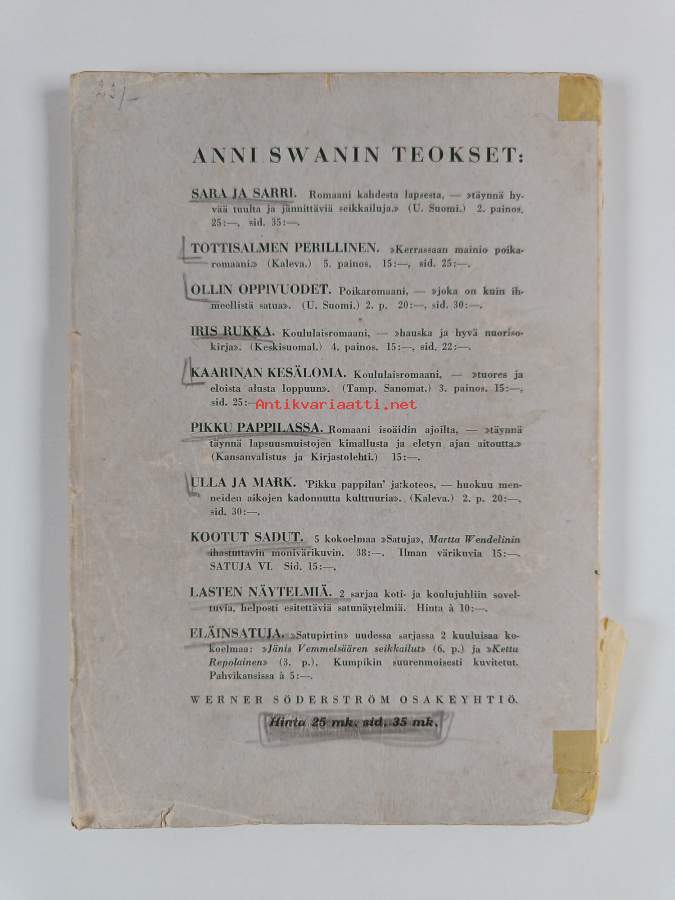 23/-
ANNI SWANIN TEOKSET:
SARA JA SARRI. Romaani kahdesta lapsesta, — »täynnä hy-
vää tuulta ja jännittäviä seikkailuja.» (U. Suomi.) 2. painos.
25:—, sid. 35:—.
TOTTISALMEN PERILLINEN. »Kerrassaan mainio poika-
romaani.» (Kaleva.) 5. painos. 15:—, sid. 25:—.
OLLIN OPPIVUODET. Poikaromaani, — »joka on kuin ih-
meellistä satua». (U. Suomi.) 2. p. 20:—, sid. 30:—.
IRIS RUKKA. Koululaisromaani, — »hauska ja hyvä nuoriso-
kirja». (Keskisuomal.) 4. painos. 15:—, sid. 22:—.
KAARINAN KESÄLOMA. Koululaisromaani, — »tuores ja
eloista alusta loppuun». (Tamp. Sanomat.) 3. painos. 15:—,
sid. 25:—
Antikvariaatti.net
PIKKU PAPPILASSA. Romaani isoäidin ajoilta, — »täynnä
täynnä lapsuusmuistojen kimallusta ja eletyn ajan aitoutta.»
(Kansanvalistus ja Kirjastolehti.) 15:—.
ULLA JA MARK. 'Pikku pappilan' jatkoteos, — huokuu men-
neiden aikojen kadonnutta kulttuuria». (Kaleva.) 2. p. 20:—,
sid. 30:—.
KOOTUT SADUT. 5 kokoelmaa »Satuja», Martta Wendelinin
ihastuttavin monivärikuvin. 38:—. Ilman värikuvia 15:—.
SATUJA VI. Sid. 15:—.
LASTEN NÄYTELMIÄ. 2 sarjaa koti- ja koulujuhliin sovel-
tuvia, helposti esitettäviä satunäytelmiä. Hinta à 10:—.
ELÄINSATUJA. »Satupirtin» uudessa sarjassa 2 kuuluisaa ko-
koelmaa: »Jänis Vemmelsäären seikkailut» (6. p.) ja »Kettu
Repolainen» (3. p.). Kumpikin suurenmoisesti kuvitetut.
Pahvikansissa à 5:—.
WERNER SÖDERSTRÖM OSAKEYHTIÖ.
Hinta 25 mk. sid. 35 mk.